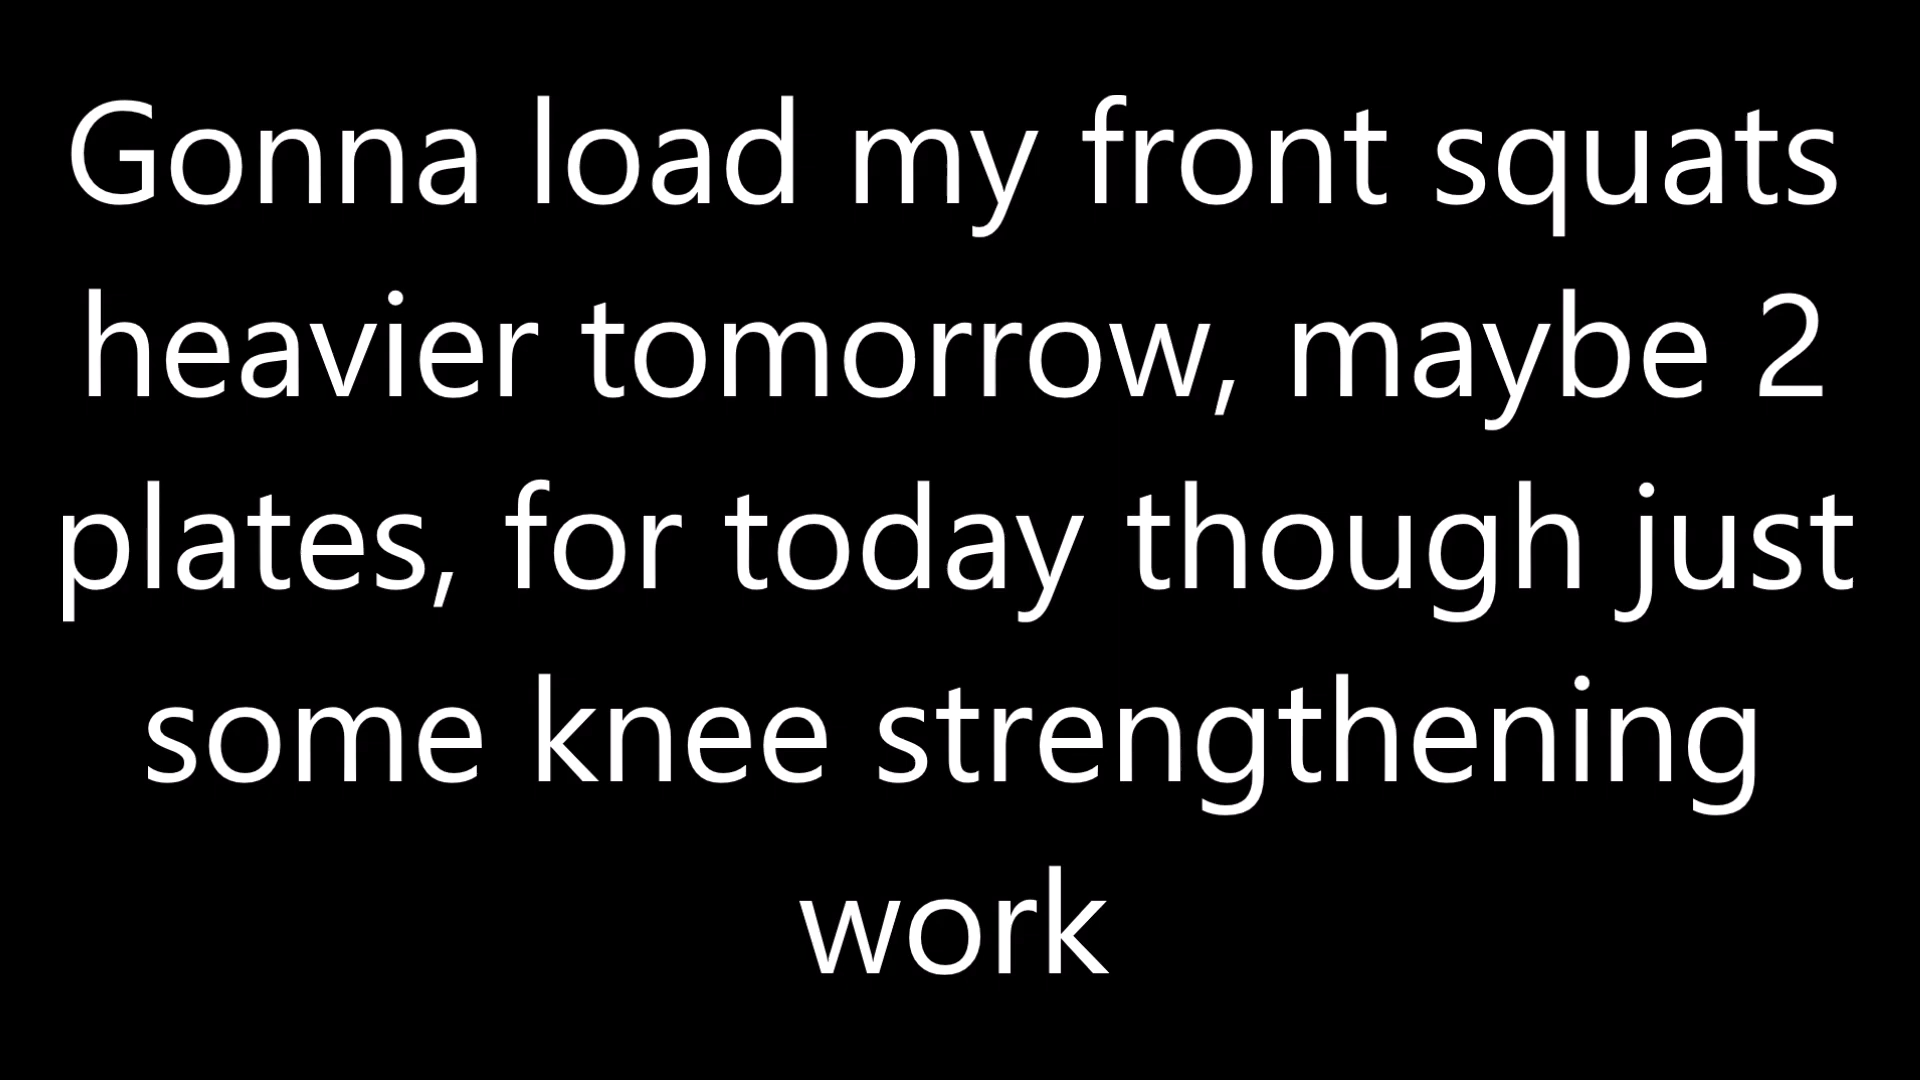 Gonna load my front squats
heavier tomorrow, maybe 2
plates, for today though just
some knee strengthening
work